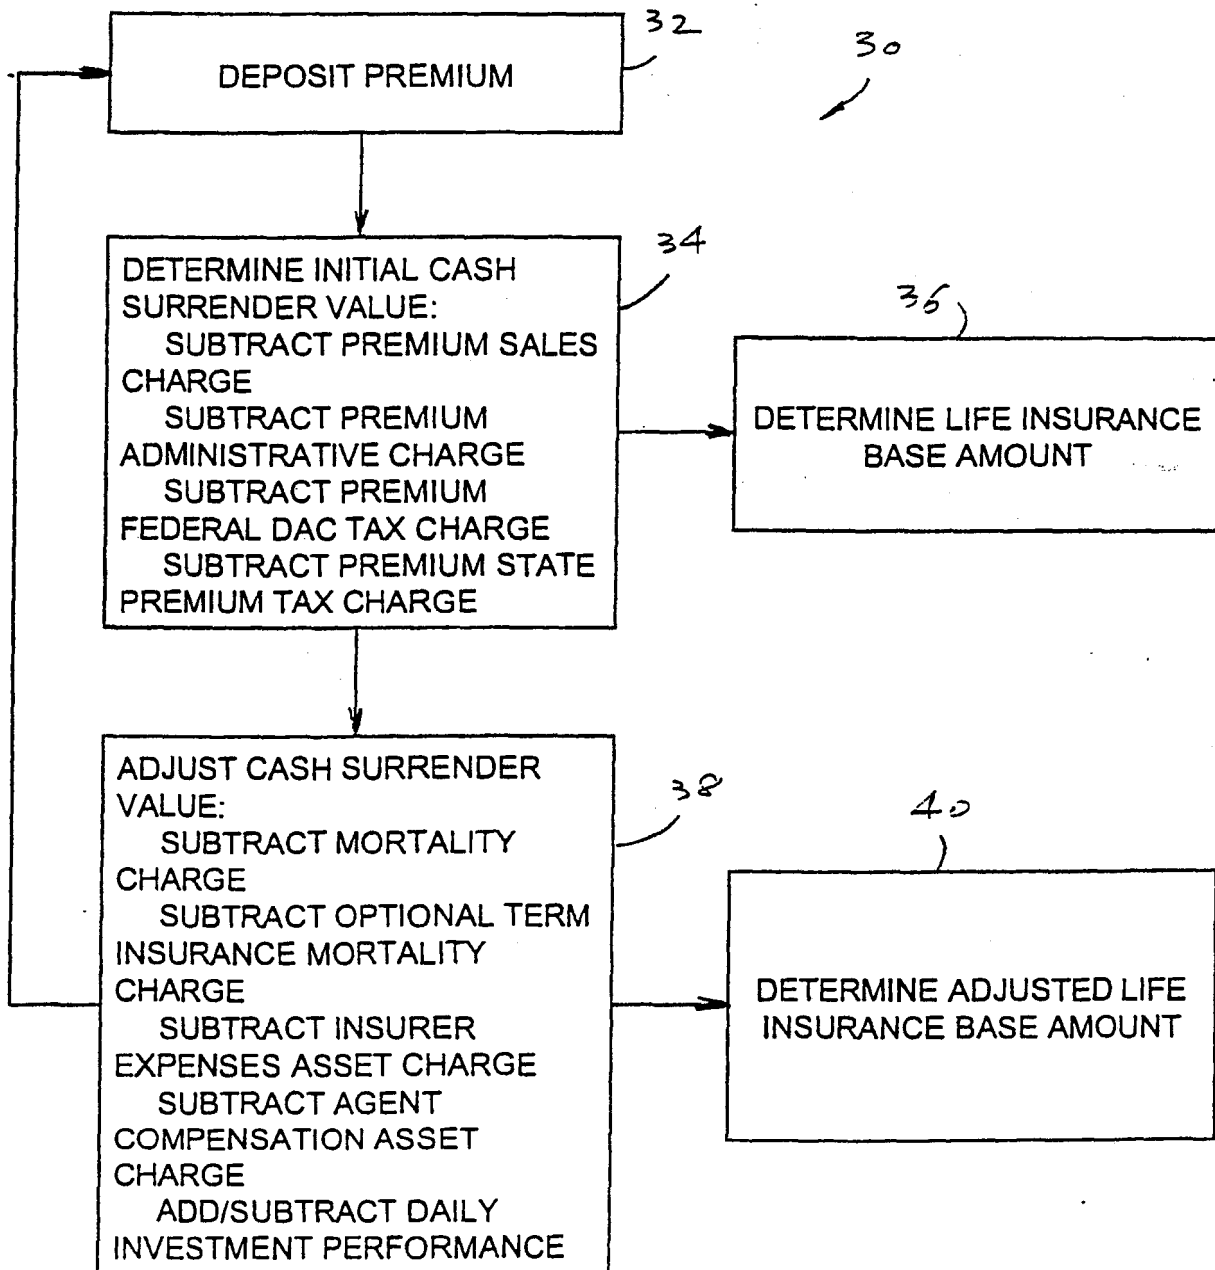 32
30
DEPOSIT PREMIUM
34
DETERMINE INITIAL CASH
SURRENDER VALUE:
SUBTRACT PREMIUM SALES
CHARGE
SUBTRACT PREMIUM
ADMINISTRATIVE CHARGE
SUBTRACT PREMIUM
FEDERAL DAC TAX CHARGE
SUBTRACT PREMIUM STATE
PREMIUM TAX CHARGE
36
DETERMINE LIFE INSURANCE
BASE AMOUNT
38
ADJUST CASH SURRENDER
VALUE:
SUBTRACT MORTALITY
CHARGE
SUBTRACT OPTIONAL TERM
INSURANCE MORTALITY
CHARGE
SUBTRACT INSURER
EXPENSES ASSET CHARGE
SUBTRACT AGENT
COMPENSATION ASSET
CHARGE
ADD/SUBTRACT DAILY
INVESTMENT PERFORMANCE
40
DETERMINE ADJUSTED LIFE
INSURANCE BASE AMOUNT